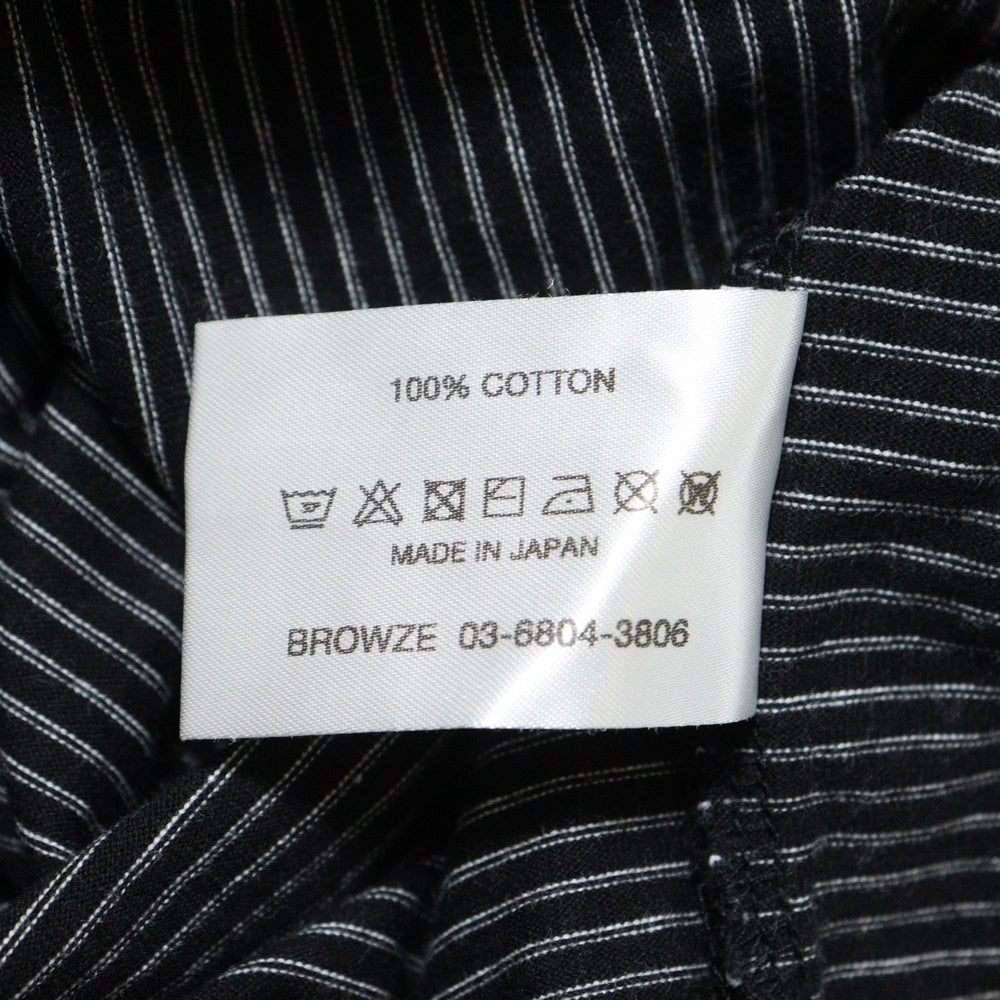 100% COTTON
MADE IN JAPAN
BROWZE 03-6804-3806